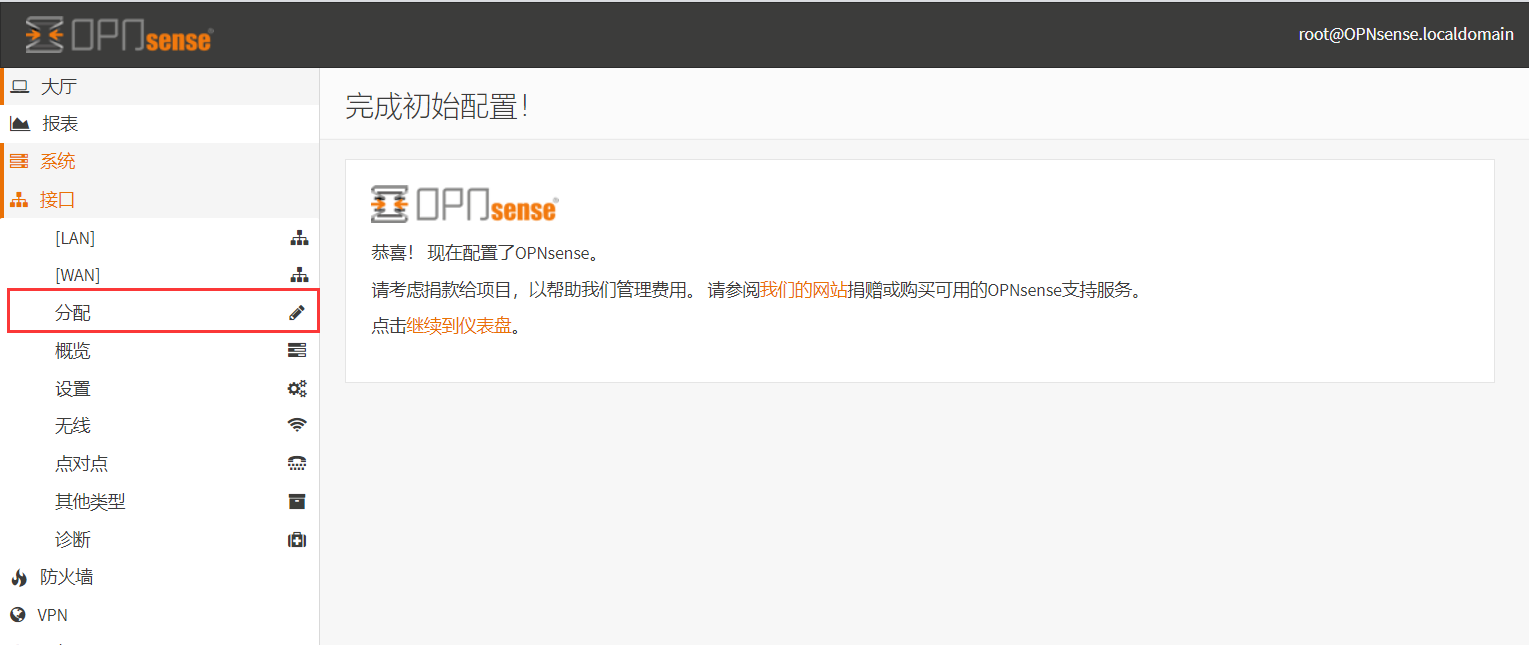 OPNsense
root@OPNsense.localdomain
大厅
报表
系统
接口
[LAN]
[WAN]
分配
概览
设置
无线
点对点
其他类型
诊断
防火墙
VPN
完成初始配置！
OPNsense
恭喜！ 现在配置了OPNsense。
请考虑捐款给项目，以帮助我们管理费用。 请参阅我们的网站捐赠或购买可用的OPNsense支持服务。
点击继续到仪表盘。